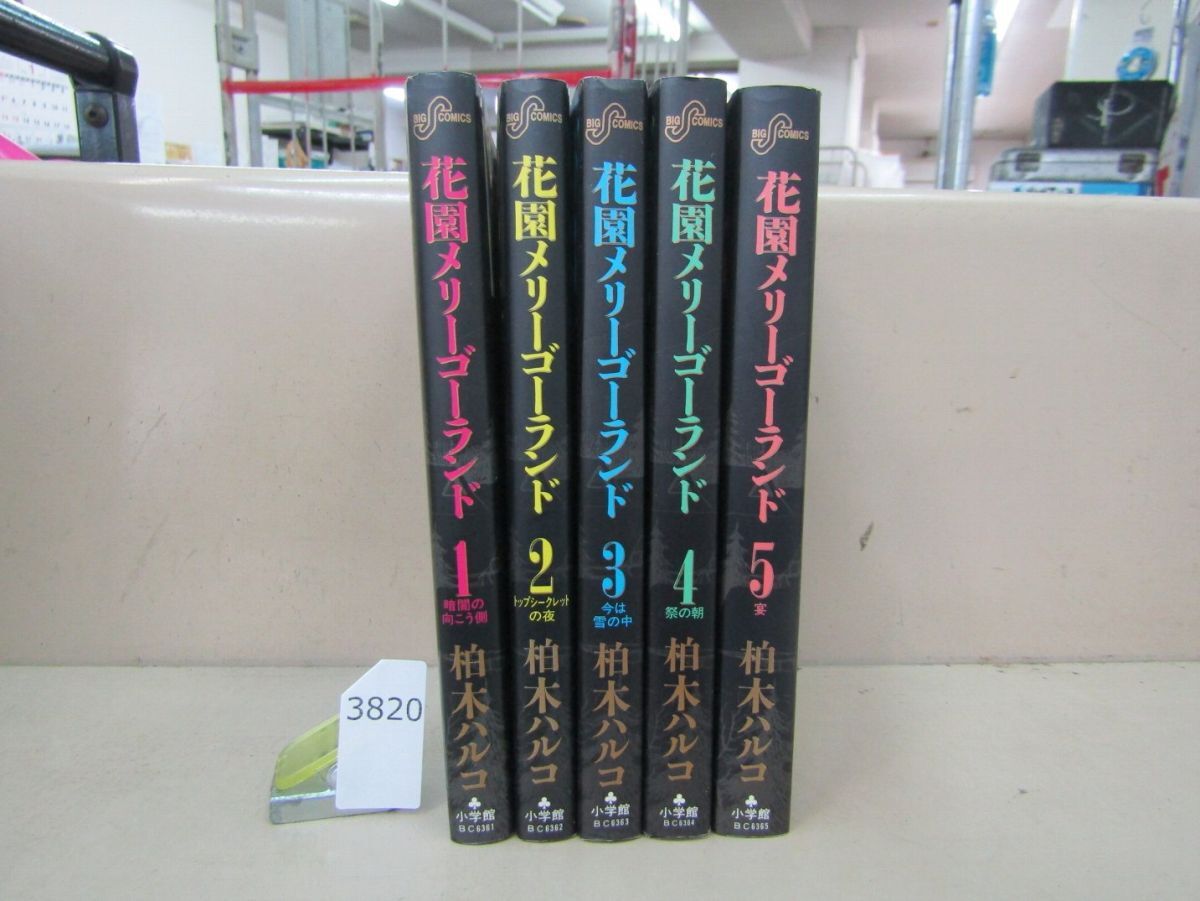 BIG COMICS
花園メリーゴーランド
1
暗闇の
向こう側
柏木ハルコ
小学館
BC6361
BIG COMICS
花園メリーゴーランド
2
トップシークレット
の夜
柏木ハルコ
小学館
BC6362
BIG COMICS
花園メリーゴーランド
3
今は
雪の中
柏木ハルコ
小学館
BC6363
BIG COMICS
花園メリーゴーランド
4
祭の朝
柏木ハルコ
小学館
BC6364
BIG COMICS
花園メリーゴーランド
5
宴
柏木ハルコ
小学館
BC6365
3820